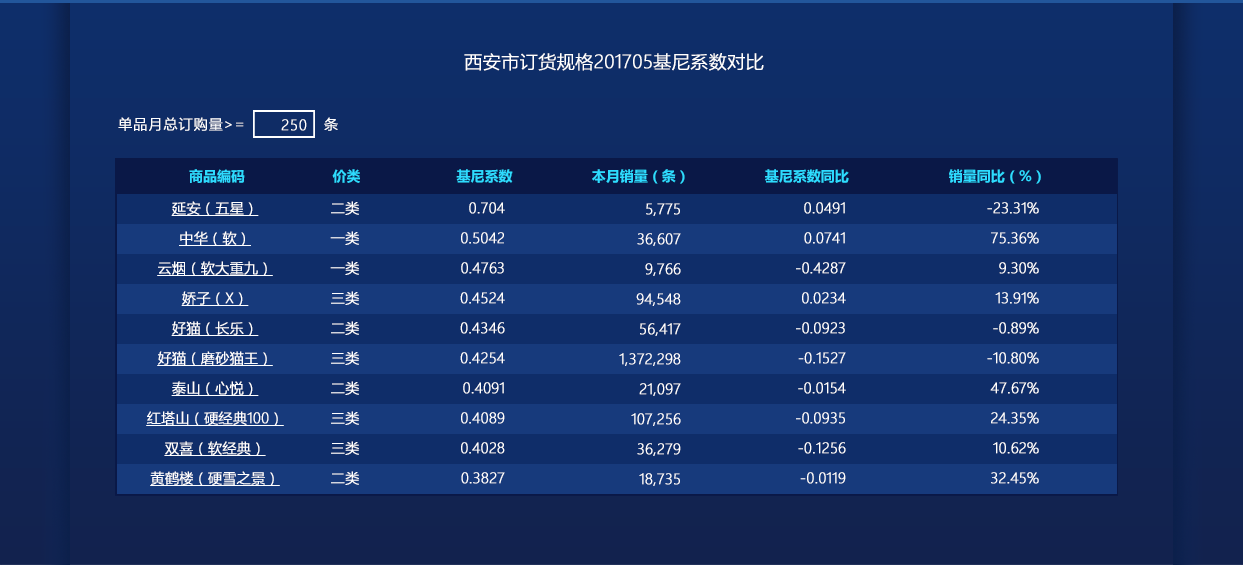 西安市订货规格201705基尼系数对比
单品月总订购量>= 250 条
商品编码 价类 基尼系数 本月销量（条） 基尼系数同比 销量同比（%）
延安（五星） 二类 0.704 5,775 0.0491 -23.31%
中华（软） 一类 0.5042 36,607 0.0741 75.36%
云烟（软大重九） 一类 0.4763 9,766 -0.4287 9.30%
娇子（X） 三类 0.4524 94,548 0.0234 13.91%
好猫（长乐） 二类 0.4346 56,417 -0.0923 -0.89%
好猫（磨砂猫王） 三类 0.4254 1,372,298 -0.1527 -10.80%
泰山（心悦） 二类 0.4091 21,097 -0.0154 47.67%
红塔山（硬经典100） 三类 0.4089 107,256 -0.0935 24.35%
双喜（软经典） 三类 0.4028 36,279 -0.1256 10.62%
黄鹤楼（硬雪之景） 二类 0.3827 18,735 -0.0119 32.45%